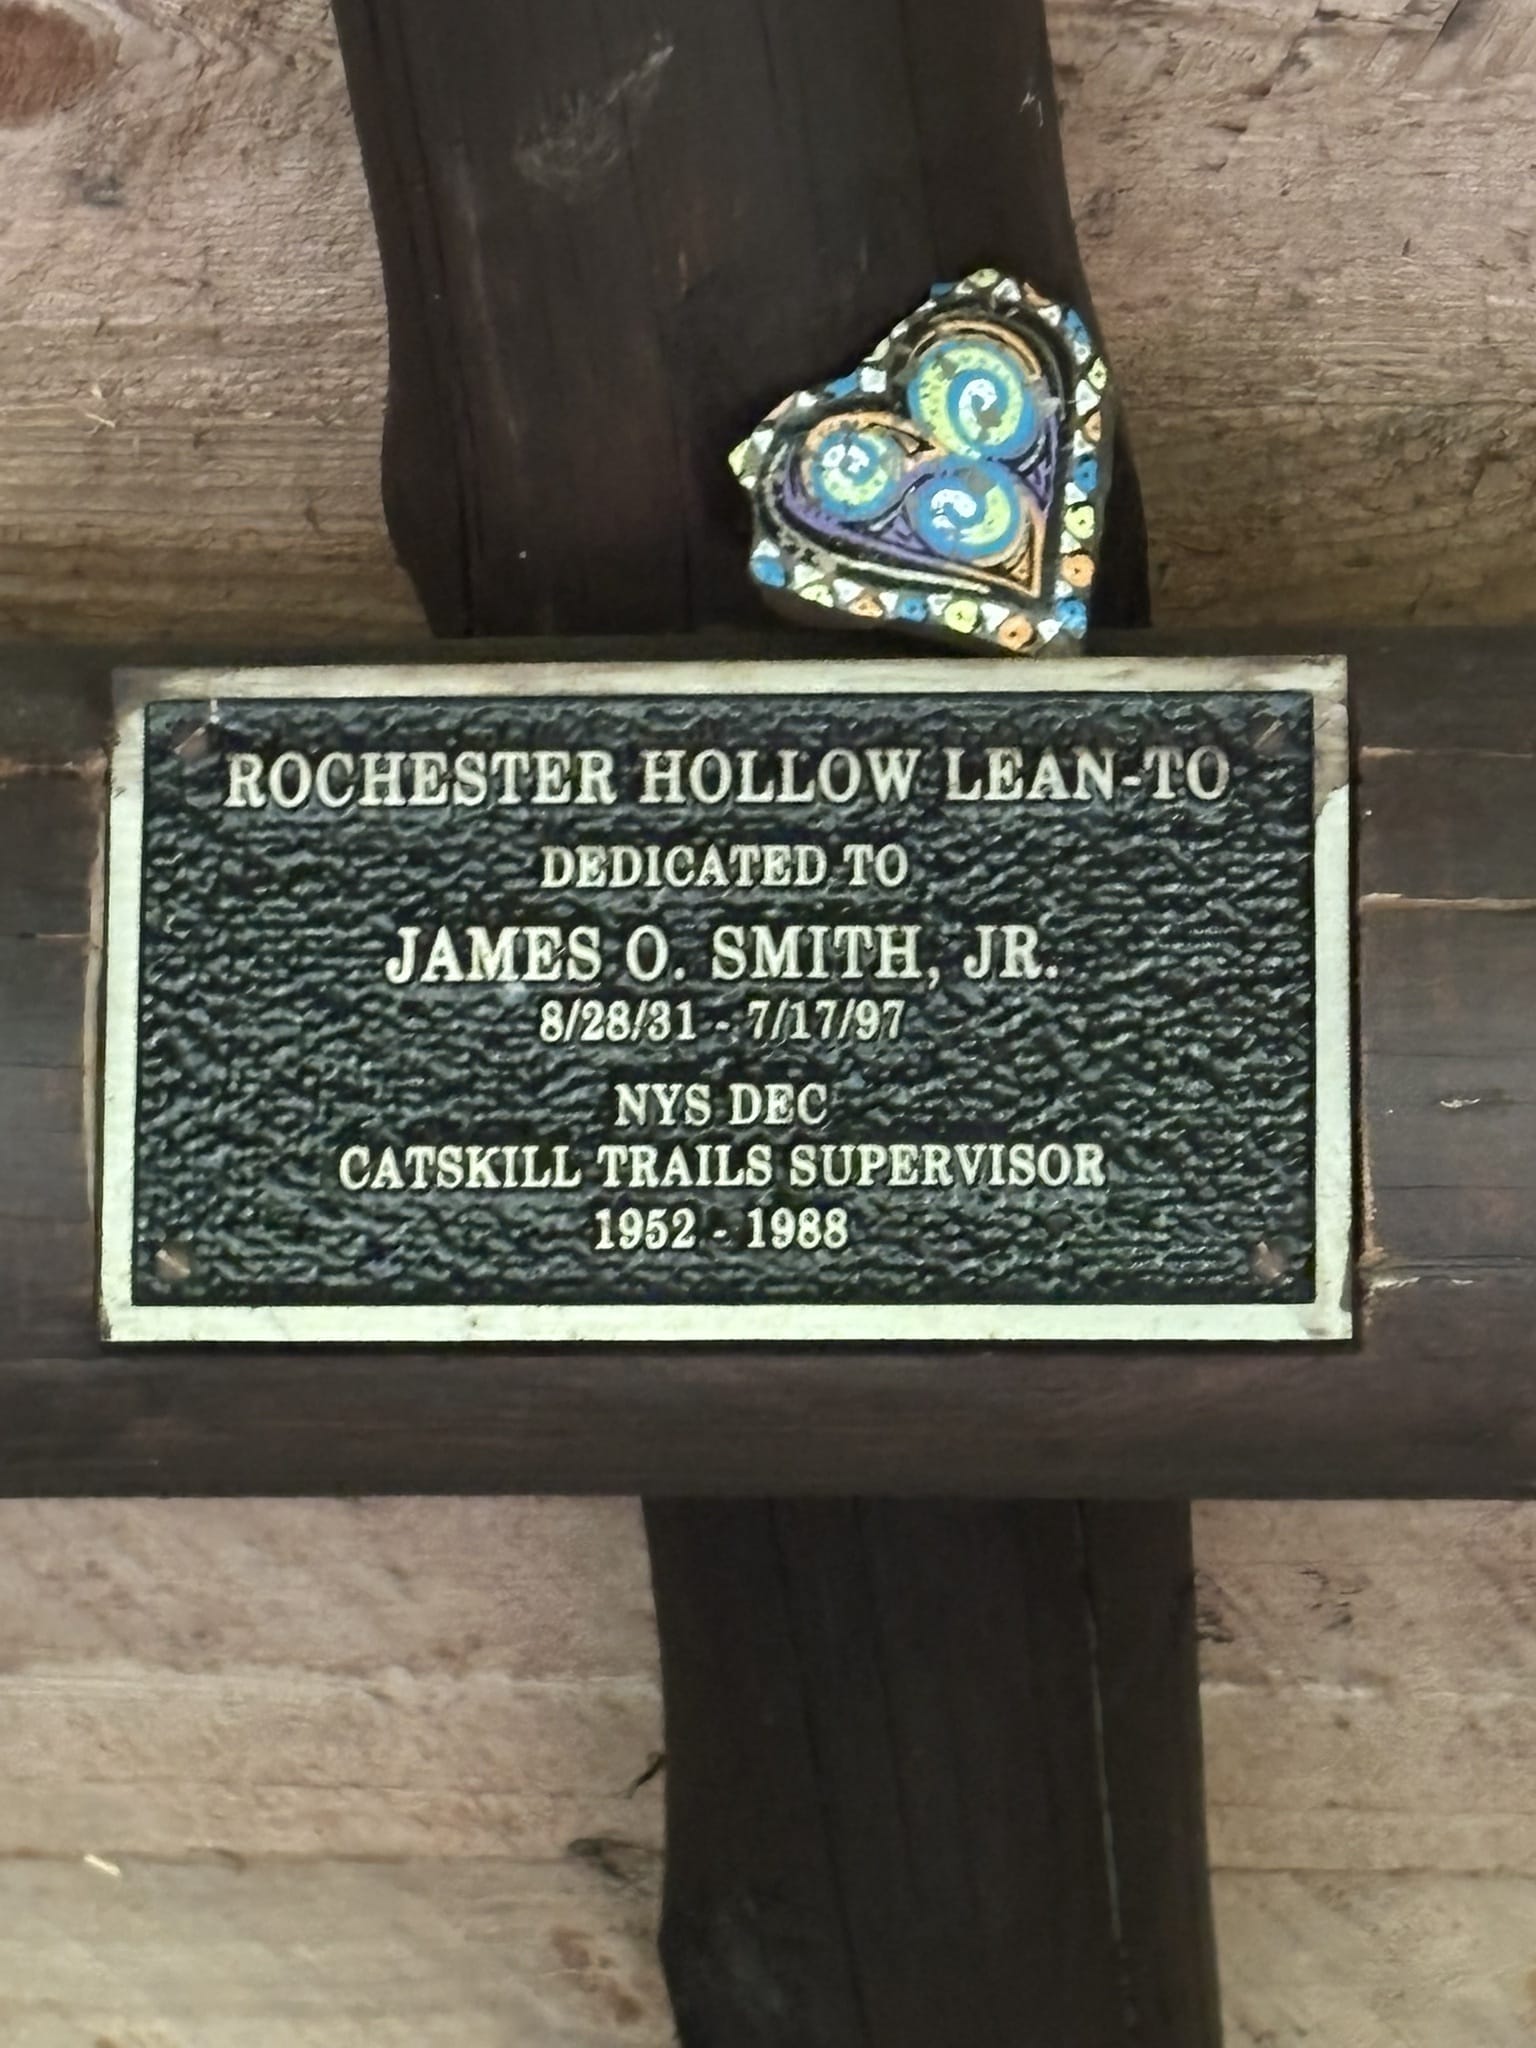 ROCHESTER HOLLOW LEAN-TO
DEDICATED TO
JAMES O. SMITH, JR.
8/28/31 - 7/17/97
NYS DEC
CATSKILL TRAILS SUPERVISOR
1952 - 1988